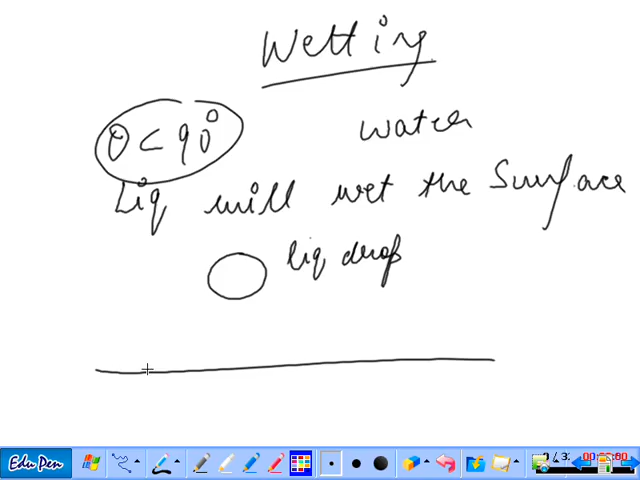 Wetting
θ < 90°
water
Liq will wet the Surface
liq drop
Edu Pen